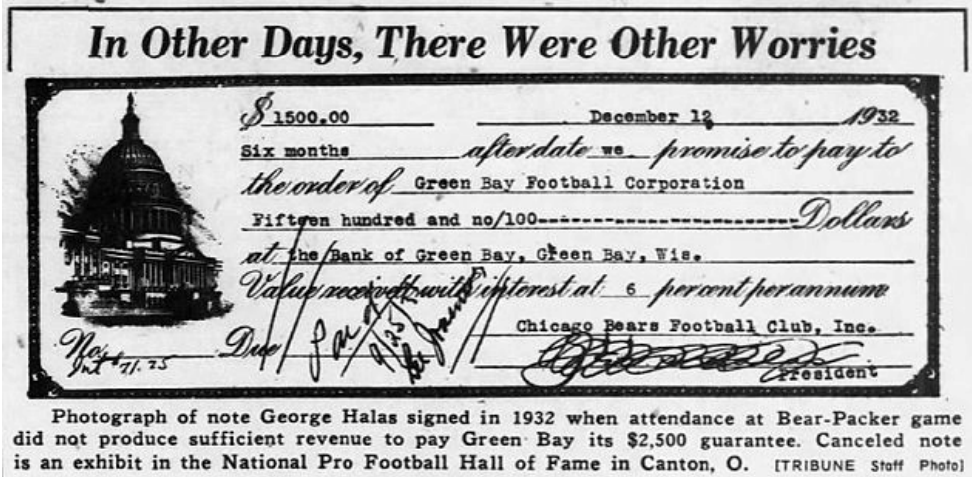 In Other Days, There Were Other Worries
$ 1500.00 December 12, 1932
Six months after date we promise to pay to
the order of Green Bay Football Corporation
Fifteen hundred and no/100------------------------ Dollars
at the Bank of Green Bay, Green Bay, Wis.
Value received with interest at 6 percent per annum
Chicago Bears Football Club, Inc.
No. Due
Int $71.25
President
Photograph of note George Halas signed in 1932 when attendance at Bear-Packer game
did not produce sufficient revenue to pay Green Bay its $2,500 guarantee. Canceled note
is an exhibit in the National Pro Football Hall of Fame in Canton, O. [TRIBUNE Staff Photo]